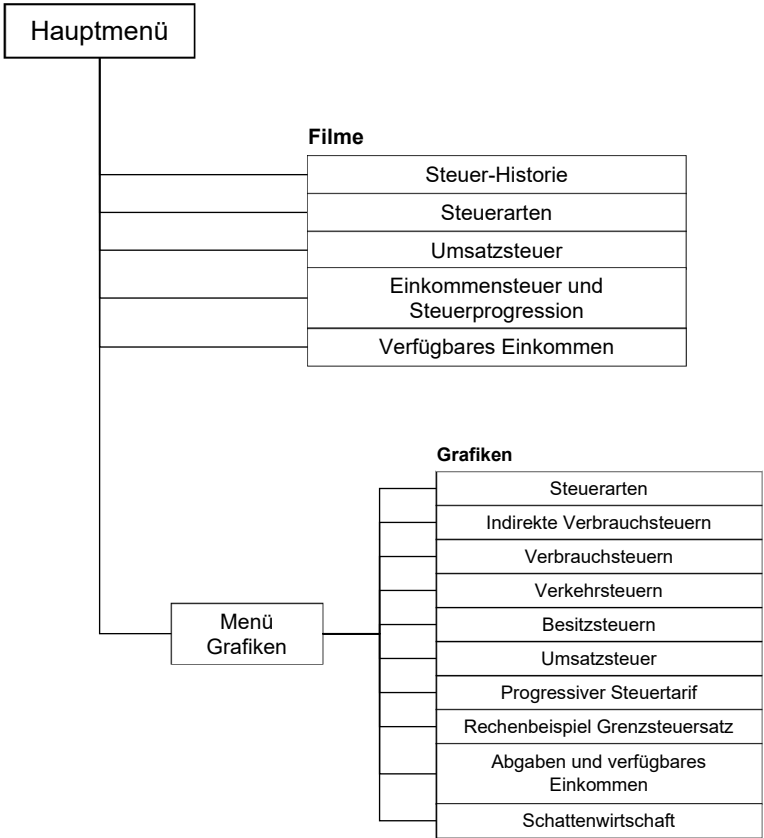 Hauptmenü
Filme
Steuer-Historie
Steuerarten
Umsatzsteuer
Einkommensteuer und
Steuerprogression
Verfügbares Einkommen
Grafiken
Steuerarten
Indirekte Verbrauchsteuern
Verbrauchsteuern
Verkehrsteuern
Menü
Grafiken
Besitzsteuern
Umsatzsteuer
Progressiver Steuertarif
Rechenbeispiel Grenzsteuersatz
Abgaben und verfügbares
Einkommen
Schattenwirtschaft